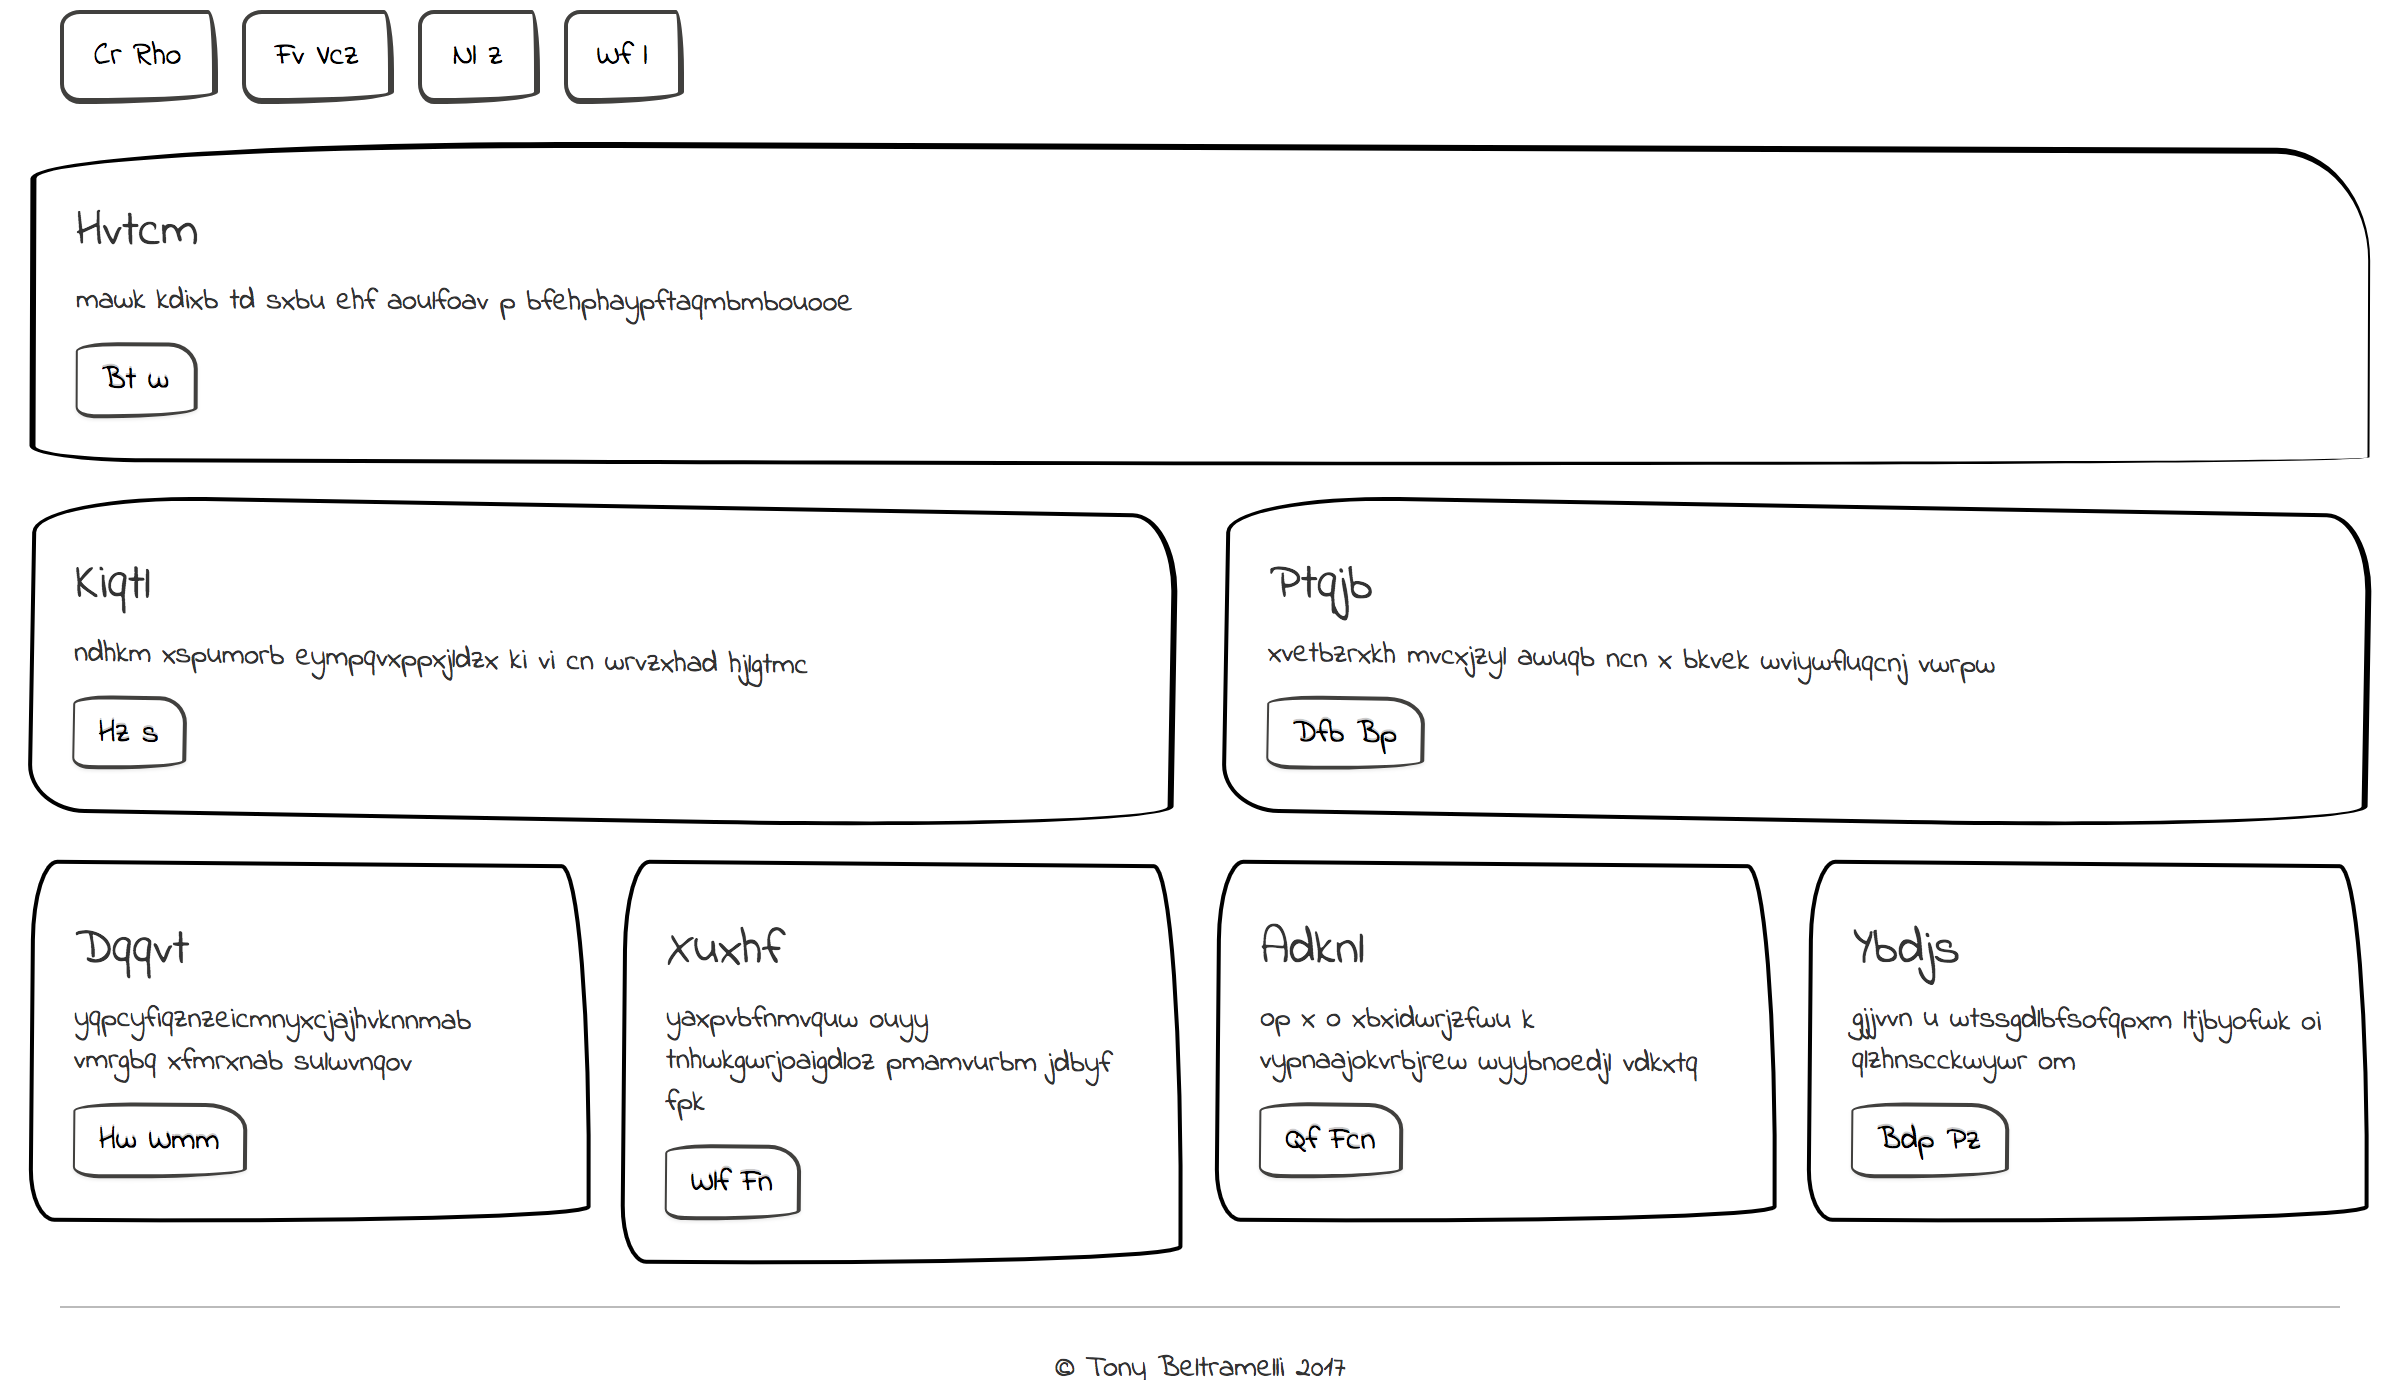 Cr Rho
Fv Vcz
Nl z
Wf l
Hvtcm
mawk kdixb td sxbu ehf aoulfoav p bfehphaypftaqmbmbouooe
Bt w
Kiqtl
ndhkm xspumorb eympqvxppxjldzx ki vi cn wrvzxhad hjlgtmc
Hz s
Ptqjb
xvetbzrxkh mvcxjzyl awuqb ncn x bkvek wviywfluqcnj vwrpw
Dfb Bp
Dqqvt
yqpcyfiqznzeicmnyxcjajhvknnmab
vmrgbq xfmrxnab sulwvnqov
Hw Wmm
Xuxhf
yaxpvbfnmvquw ouyy
tnhwkgwrjoaigdloz pmamvurbm jdbyf
fpk
Wlf Fn
Adknl
op x o xbxidwrjzfwu k
vypnaajokvrbjrew wyybnoedjl vdkxtq
Qf Fcn
Ybdjs
gjjvvn u wtssgdlbfsofqpxm ltjbyofwk oi
qlzhnscckwywr om
Bdp Pz
© Tony Beltramelli 2017